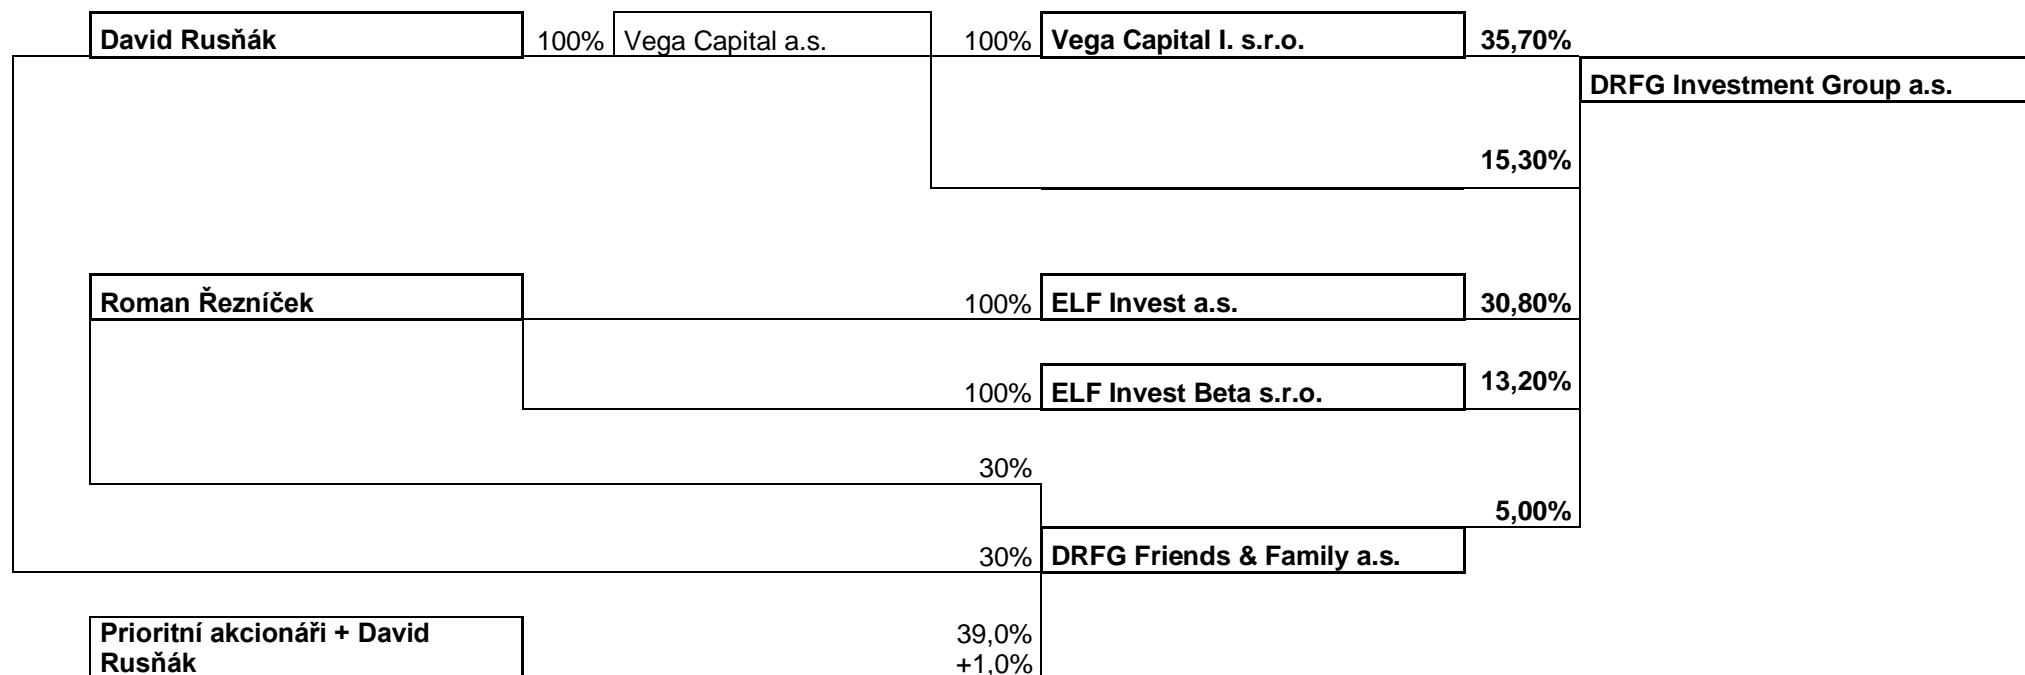 David Rusňák 100% Vega Capital a.s. 100% Vega Capital I. s.r.o. 35,70%
DRFG Investment Group a.s.
15,30%
Roman Řezníček 100% ELF Invest a.s. 30,80%
100% ELF Invest Beta s.r.o. 13,20%
30%
5,00%
30% DRFG Friends & Family a.s.
Prioritní akcionáři + David 39,0%
Rusňák +1,0%